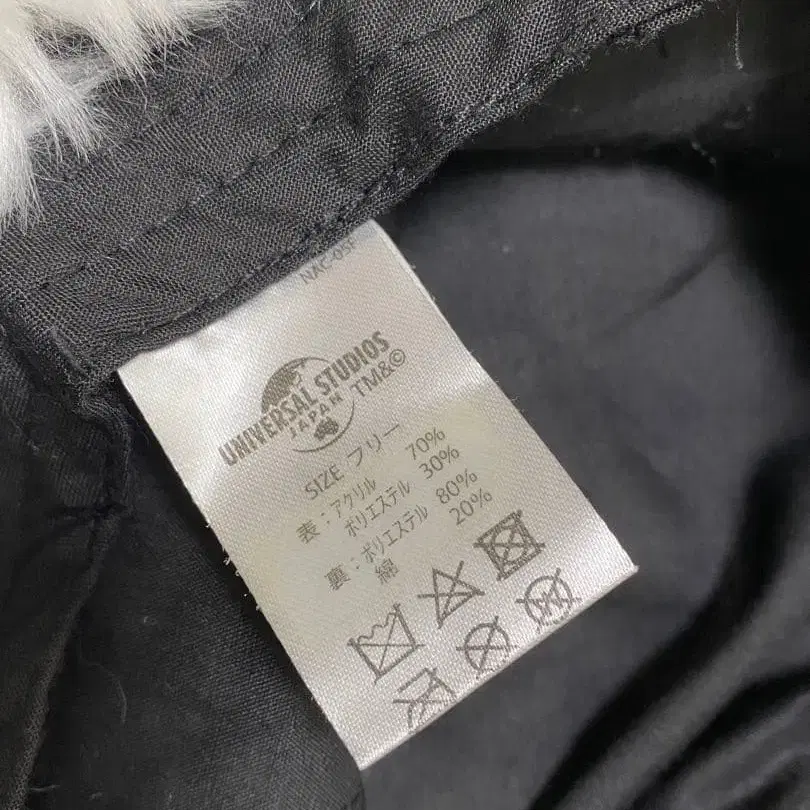 NAC-05F
UNIVERSAL STUDIOS
JAPAN TM&©
SIZE フリー
表：アクリル 70%
ポリエステル 30%
裏：ポリエステル 80%
綿 20%